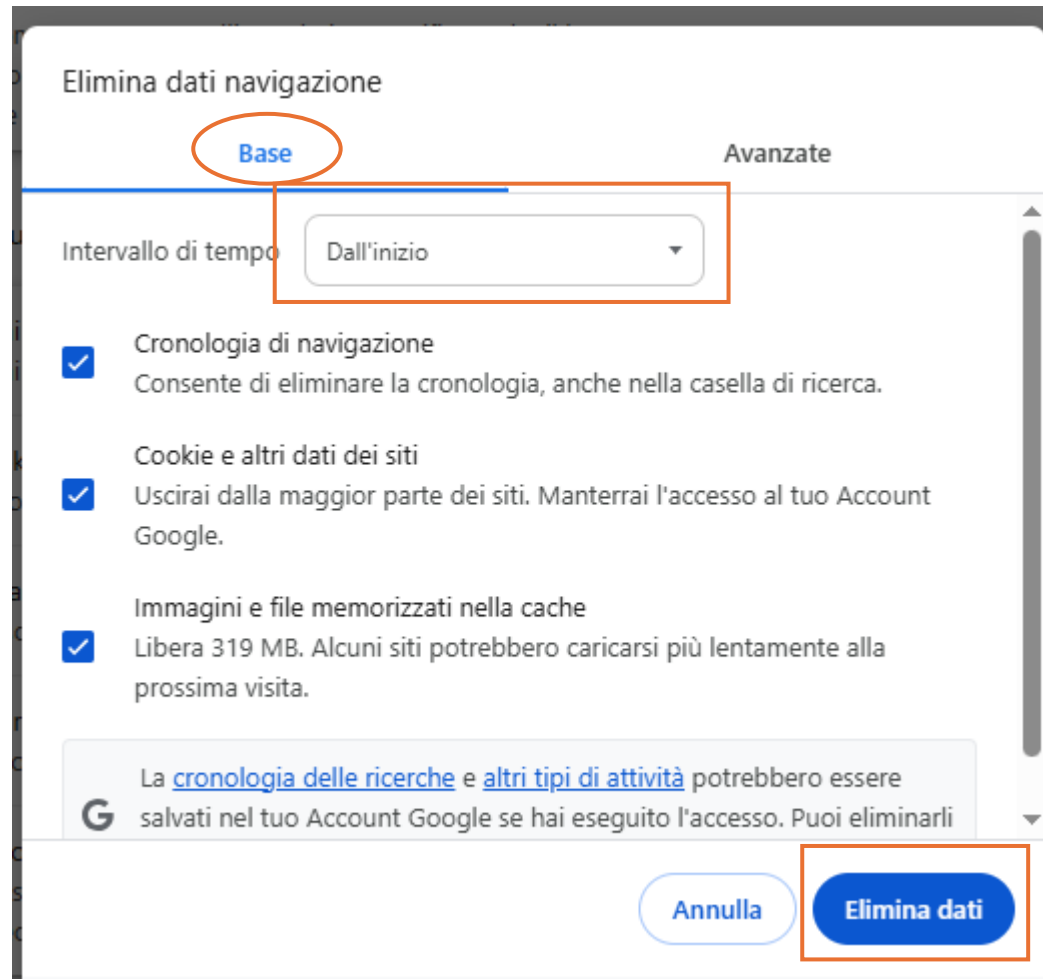 Elimina dati navigazione
Base
Avanzate
Intervallo di tempo
Dall'inizio
Cronologia di navigazione
Consente di eliminare la cronologia, anche nella casella di ricerca.
Cookie e altri dati dei siti
Uscirai dalla maggior parte dei siti. Manterrai l'accesso al tuo Account
Google.
Immagini e file memorizzati nella cache
Libera 319 MB. Alcuni siti potrebbero caricarsi più lentamente alla
prossima visita.
La cronologia delle ricerche e altri tipi di attività potrebbero essere
G salvati nel tuo Account Google se hai eseguito l'accesso. Puoi eliminarli
Annulla
Elimina dati